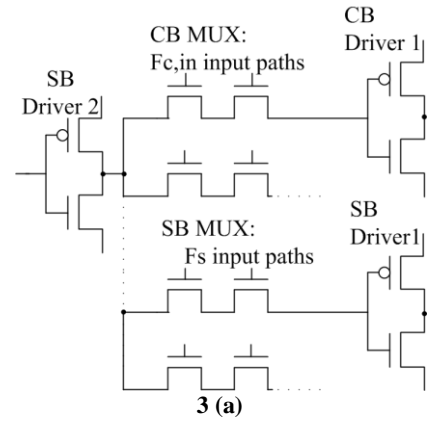 CB MUX:
Fc,in input paths
CB
Driver 1
SB
Driver 2
SB MUX:
Fs input paths
SB
Driver1
3 (a)